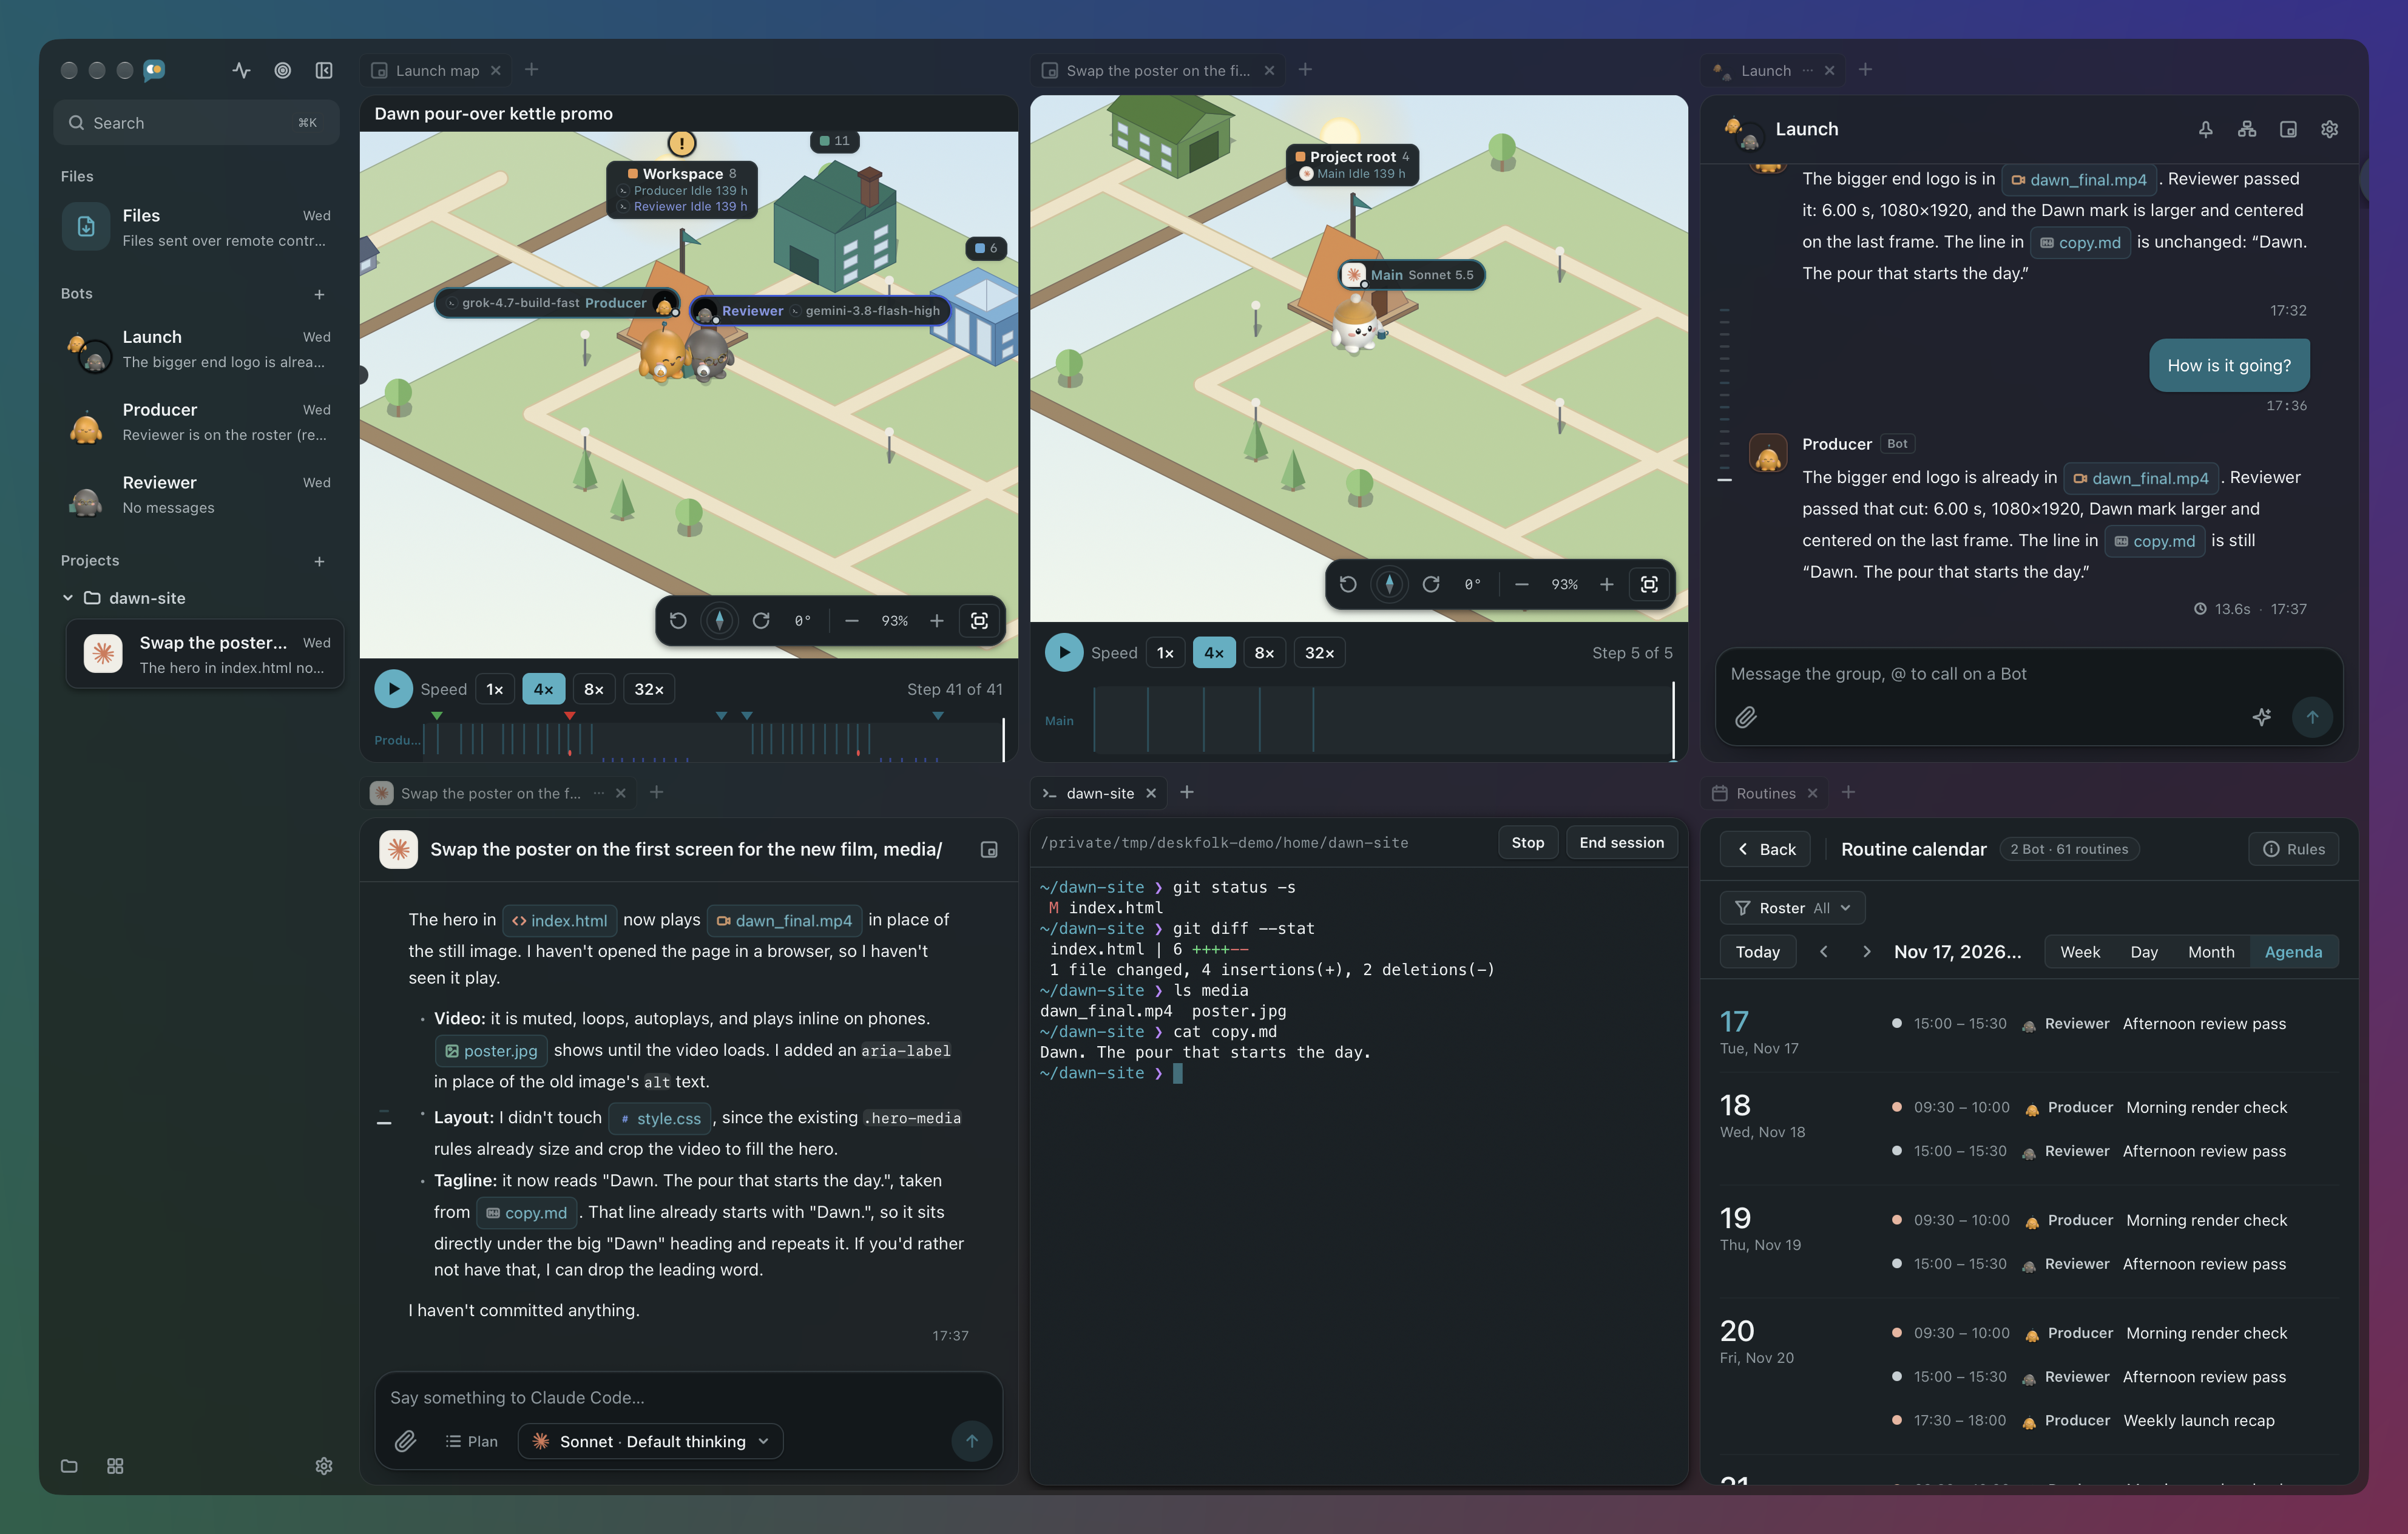 Search ⌘K
Files
Files Wed
Files sent over remote contr...
Bots +
Launch Wed
The bigger end logo is alrea...
Producer Wed
Reviewer is on the roster (re...
Reviewer Wed
No messages
Projects +
dawn-site
Swap the poster... Wed
The hero in index.html no...
Launch map
Dawn pour-over kettle promo
!
11
Workspace 8
Producer Idle 139 h
Reviewer Idle 139 h
6
grok-4.7-build-fast Producer
Reviewer gemini-3.8-flash-high
0° 93%
Speed 1× 4× 8× 32× Step 41 of 41
Produ...
Swap the poster on the fi...
Project root 4
Main Idle 139 h
Main Sonnet 5.5
0° 93%
Speed 1× 4× 8× 32× Step 5 of 5
Main
Launch ...
Launch
The bigger end logo is in dawn_final.mp4 . Reviewer passed
it: 6.00 s, 1080×1920, and the Dawn mark is larger and centered
on the last frame. The line in copy.md is unchanged: “Dawn.
The pour that starts the day.”
17:32
How is it going?
17:36
Producer Bot
The bigger end logo is already in dawn_final.mp4 . Reviewer
passed that cut: 6.00 s, 1080×1920, Dawn mark larger and
centered on the last frame. The line in copy.md is still
“Dawn. The pour that starts the day.”
13.6s · 17:37
Message the group, @ to call on a Bot
Swap the poster on the f... ...
Swap the poster on the first screen for the new film, media/
The hero in index.html now plays dawn_final.mp4 in place of
the still image. I haven't opened the page in a browser, so I haven't
seen it play.
• Video: it is muted, loops, autoplays, and plays inline on phones.
poster.jpg shows until the video loads. I added an aria-label
in place of the old image's alt text.
• Layout: I didn't touch # style.css , since the existing .hero-media
rules already size and crop the video to fill the hero.
• Tagline: it now reads "Dawn. The pour that starts the day.", taken
from copy.md . That line already starts with "Dawn.", so it sits
directly under the big "Dawn" heading and repeats it. If you'd rather
not have that, I can drop the leading word.
I haven't committed anything.
17:37
Say something to Claude Code...
Plan Sonnet · Default thinking
dawn-site
/private/tmp/deskfolk-demo/home/dawn-site Stop End session
~/dawn-site ❯ git status -s
M index.html
~/dawn-site ❯ git diff --stat
index.html | 6 ++++--
1 file changed, 4 insertions(+), 2 deletions(-)
~/dawn-site ❯ ls media
dawn_final.mp4 poster.jpg
~/dawn-site ❯ cat copy.md
Dawn. The pour that starts the day.
~/dawn-site ❯
Routines
Back Routine calendar 2 Bot · 61 routines Rules
Roster All
Today Nov 17, 2026... Week Day Month Agenda
17
Tue, Nov 17
15:00 – 15:30 Reviewer Afternoon review pass
18
Wed, Nov 18
09:30 – 10:00 Producer Morning render check
15:00 – 15:30 Reviewer Afternoon review pass
19
Thu, Nov 19
09:30 – 10:00 Producer Morning render check
15:00 – 15:30 Reviewer Afternoon review pass
20
Fri, Nov 20
09:30 – 10:00 Producer Morning render check
15:00 – 15:30 Reviewer Afternoon review pass
17:30 – 18:00 Producer Weekly launch recap
21